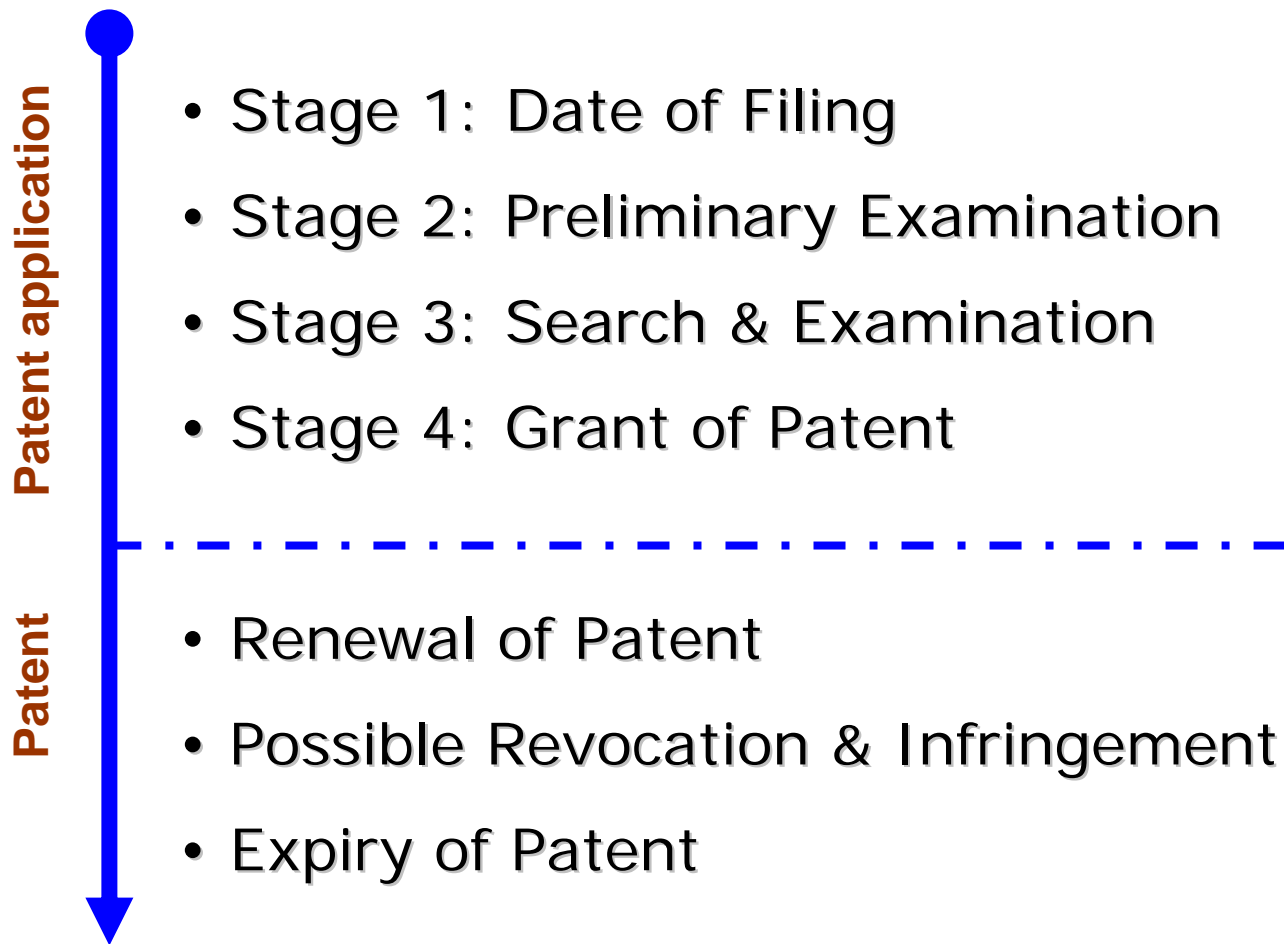 Patent application
• Stage 1: Date of Filing
• Stage 2: Preliminary Examination
• Stage 3: Search & Examination
• Stage 4: Grant of Patent
Patent
• Renewal of Patent
• Possible Revocation & Infringement
• Expiry of Patent